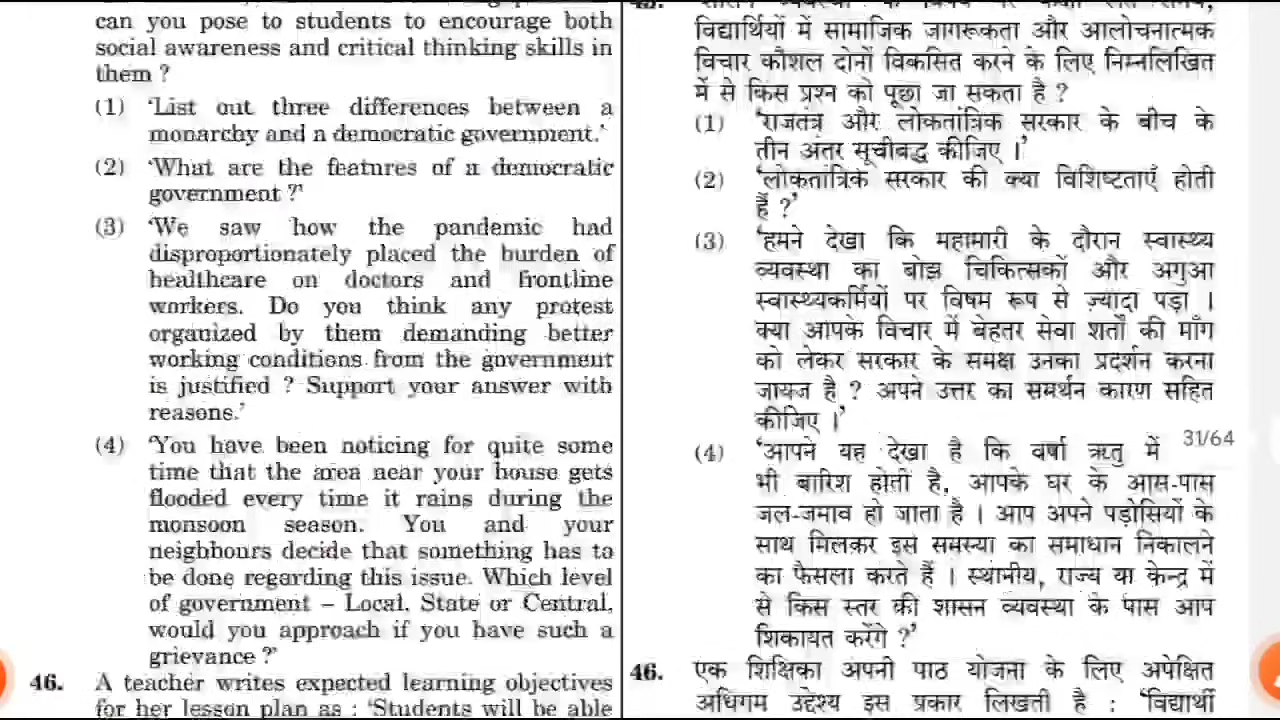 can you pose to students to encourage both
social awareness and critical thinking skills in
them ?
(1) 'List out three differences between a
monarchy and a democratic government.'
(2) 'What are the features of a democratic
government ?'
(3) 'We saw how the pandemic had
disproportionately placed the burden of
healthcare on doctors and frontline
workers. Do you think any protest
organized by them demanding better
working conditions from the government
is justified ? Support your answer with
reasons.'
(4) 'You have been noticing for quite some
time that the area near your house gets
flooded every time it rains during the
monsoon season. You and your
neighbours decide that something has to
be done regarding this issue. Which level
of government – Local, State or Central,
would you approach if you have such a
grievance ?'
46. A teacher writes expected learning objectives
for her lesson plan as : 'Students will be able
विद्यार्थियों में सामाजिक जागरूकता और आलोचनात्मक
विचार कौशल दोनों विकसित करने के लिए निम्नलिखित
में से किस प्रश्न को पूछा जा सकता है ?
(1) 'राजतंत्र और लोकतांत्रिक सरकार के बीच के
तीन अंतर सूचीबद्ध कीजिए ।'
(2) 'लोकतांत्रिक सरकार की क्या विशिष्टताएँ होती
हैं ?'
(3) 'हमने देखा कि महामारी के दौरान स्वास्थ्य
व्यवस्था का बोझ चिकित्सकों और अगुआ
स्वास्थ्यकर्मियों पर विषम रूप से ज़्यादा पड़ा ।
क्या आपके विचार में बेहतर सेवा शर्तों की माँग
को लेकर सरकार के समक्ष उनका प्रदर्शन करना
जायज है ? अपने उत्तर का समर्थन कारण सहित
कीजिए ।'
(4) 'आपने यह देखा है कि वर्षा ऋतु में
भी बारिश होती है, आपके घर के आस-पास
जल-जमाव हो जाता है । आप अपने पड़ोसियों के
साथ मिलकर इस समस्या का समाधान निकालने
का फैसला करते हैं । स्थानीय, राज्य या केन्द्र में
से किस स्तर की शासन व्यवस्था के पास आप
शिकायत करेंगे ?'
46. एक शिक्षिका अपनी पाठ योजना के लिए अपेक्षित
अधिगम उद्देश्य इस प्रकार लिखती है : 'विद्यार्थी
31/64